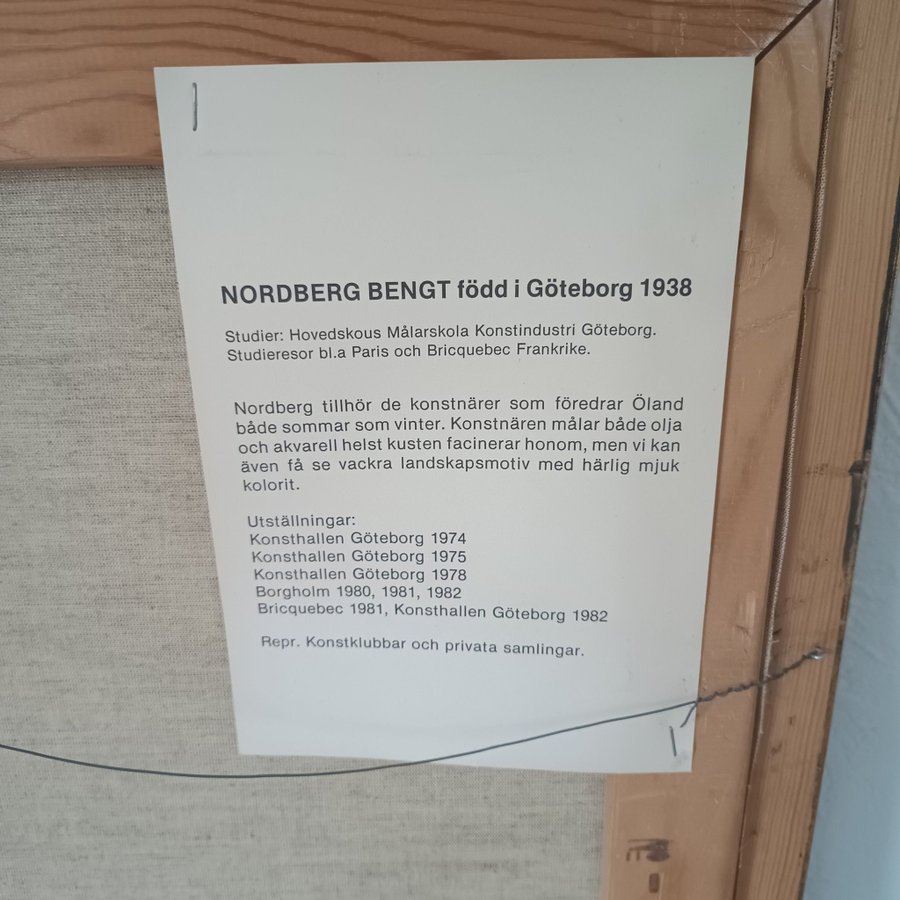 NORDBERG BENGT född i Göteborg 1938
Studier: Hovedskous Målarskola Konstindustri Göteborg.
Studieresor bl.a Paris och Bricquebec Frankrike.
Nordberg tillhör de konstnärer som föredrar Öland
både sommar som vinter. Konstnären målar både olja
och akvarell helst kusten facinerar honom, men vi kan
även få se vackra landskapsmotiv med härlig mjuk
kolorit.
Utställningar:
Konsthallen Göteborg 1974
Konsthallen Göteborg 1975
Konsthallen Göteborg 1978
Borgholm 1980, 1981, 1982
Bricquebec 1981, Konsthallen Göteborg 1982
Repr. Konstklubbar och privata samlingar.